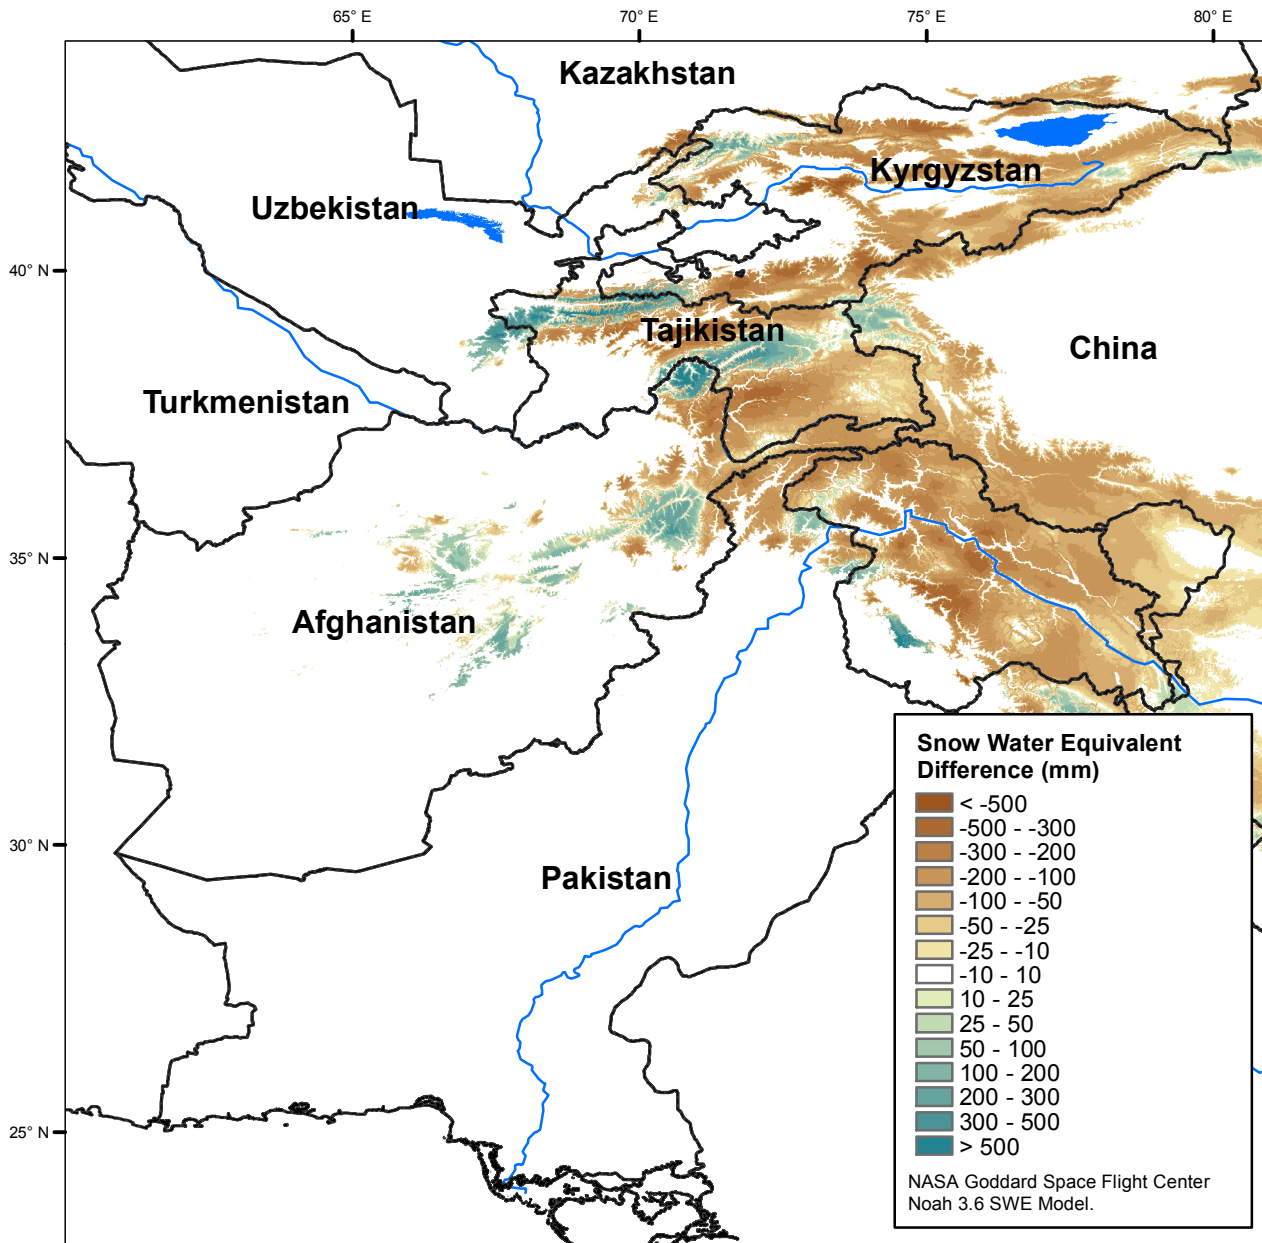 65° E
70° E
75° E
80° E
Kazakhstan
Kyrgyzstan
Uzbekistan
40° N
Tajikistan
China
Turkmenistan
35° N
Afghanistan
Snow Water Equivalent
Difference (mm)
< -500
-500 - -300
-300 - -200
-200 - -100
-100 - -50
-50 - -25
-25 - -10
-10 - 10
10 - 25
25 - 50
50 - 100
100 - 200
200 - 300
300 - 500
> 500
NASA Goddard Space Flight Center
Noah 3.6 SWE Model.
30° N
Pakistan
25° N